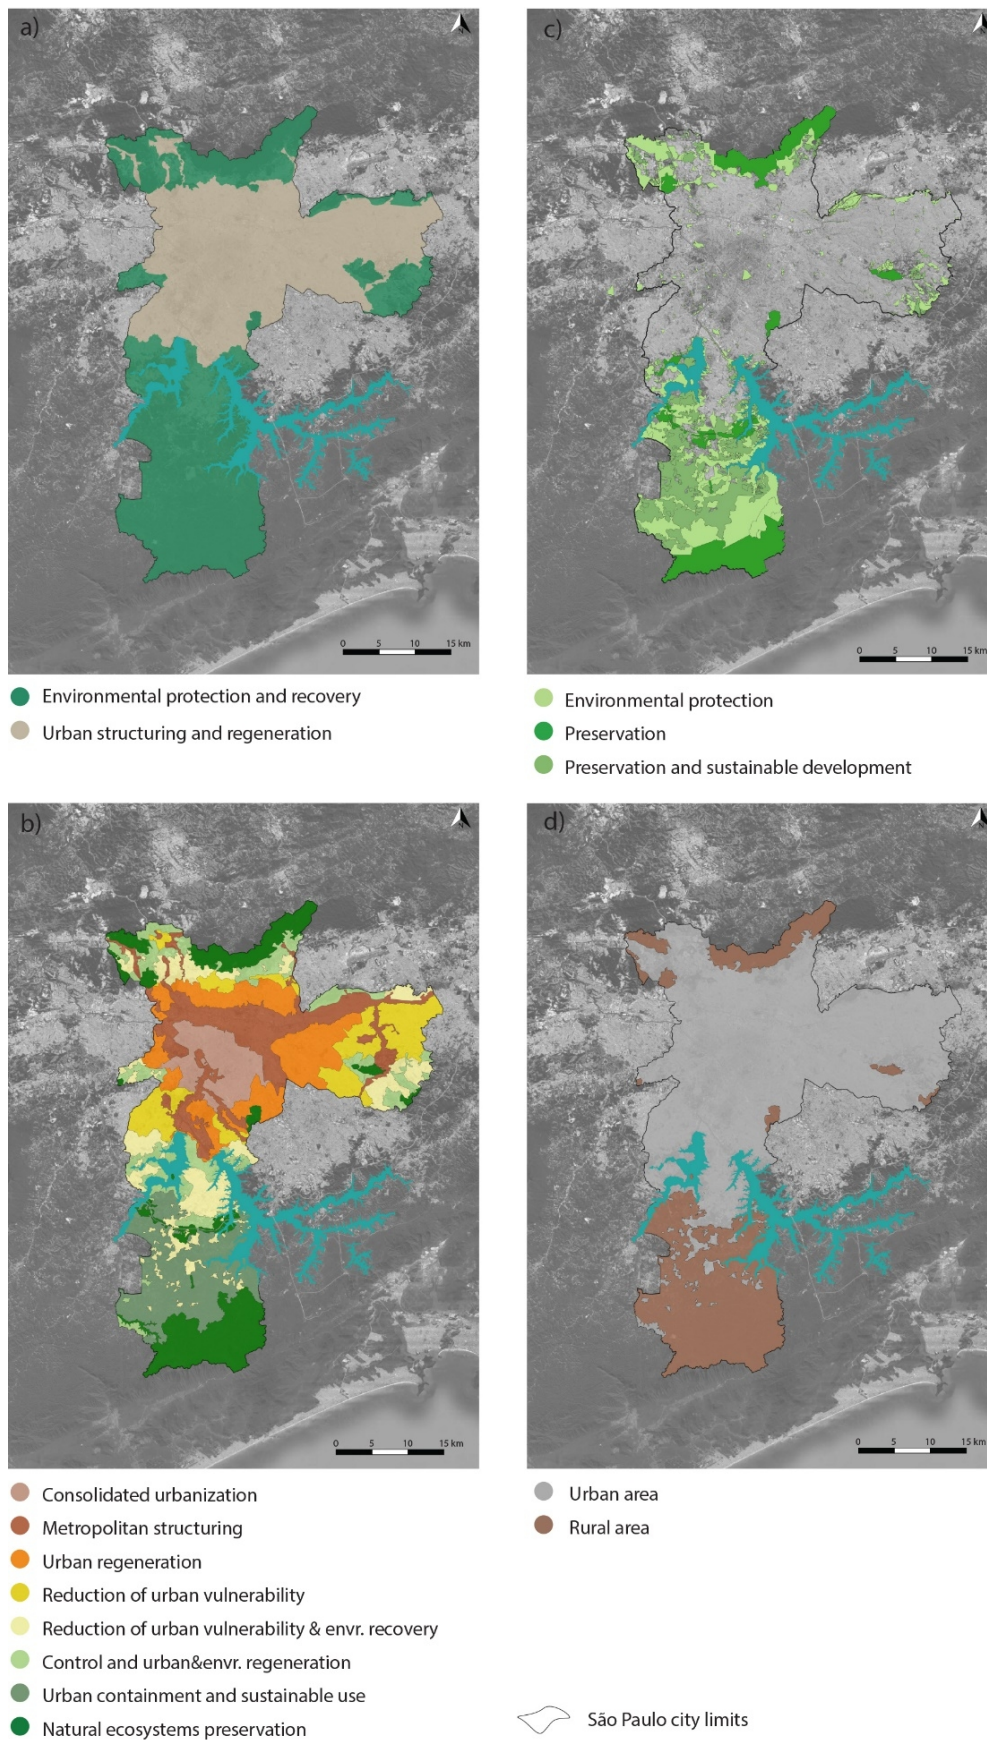 a)
0 5 10 15 km
Environmental protection and recovery
Urban structuring and regeneration
c)
0 5 10 15 km
Environmental protection
Preservation
Preservation and sustainable development
b)
0 5 10 15 km
Consolidated urbanization
Metropolitan structuring
Urban regeneration
Reduction of urban vulnerability
Reduction of urban vulnerability & envr. recovery
Control and urban&envr. regeneration
Urban containment and sustainable use
Natural ecosystems preservation
d)
0 5 10 15 km
Urban area
Rural area
São Paulo city limits